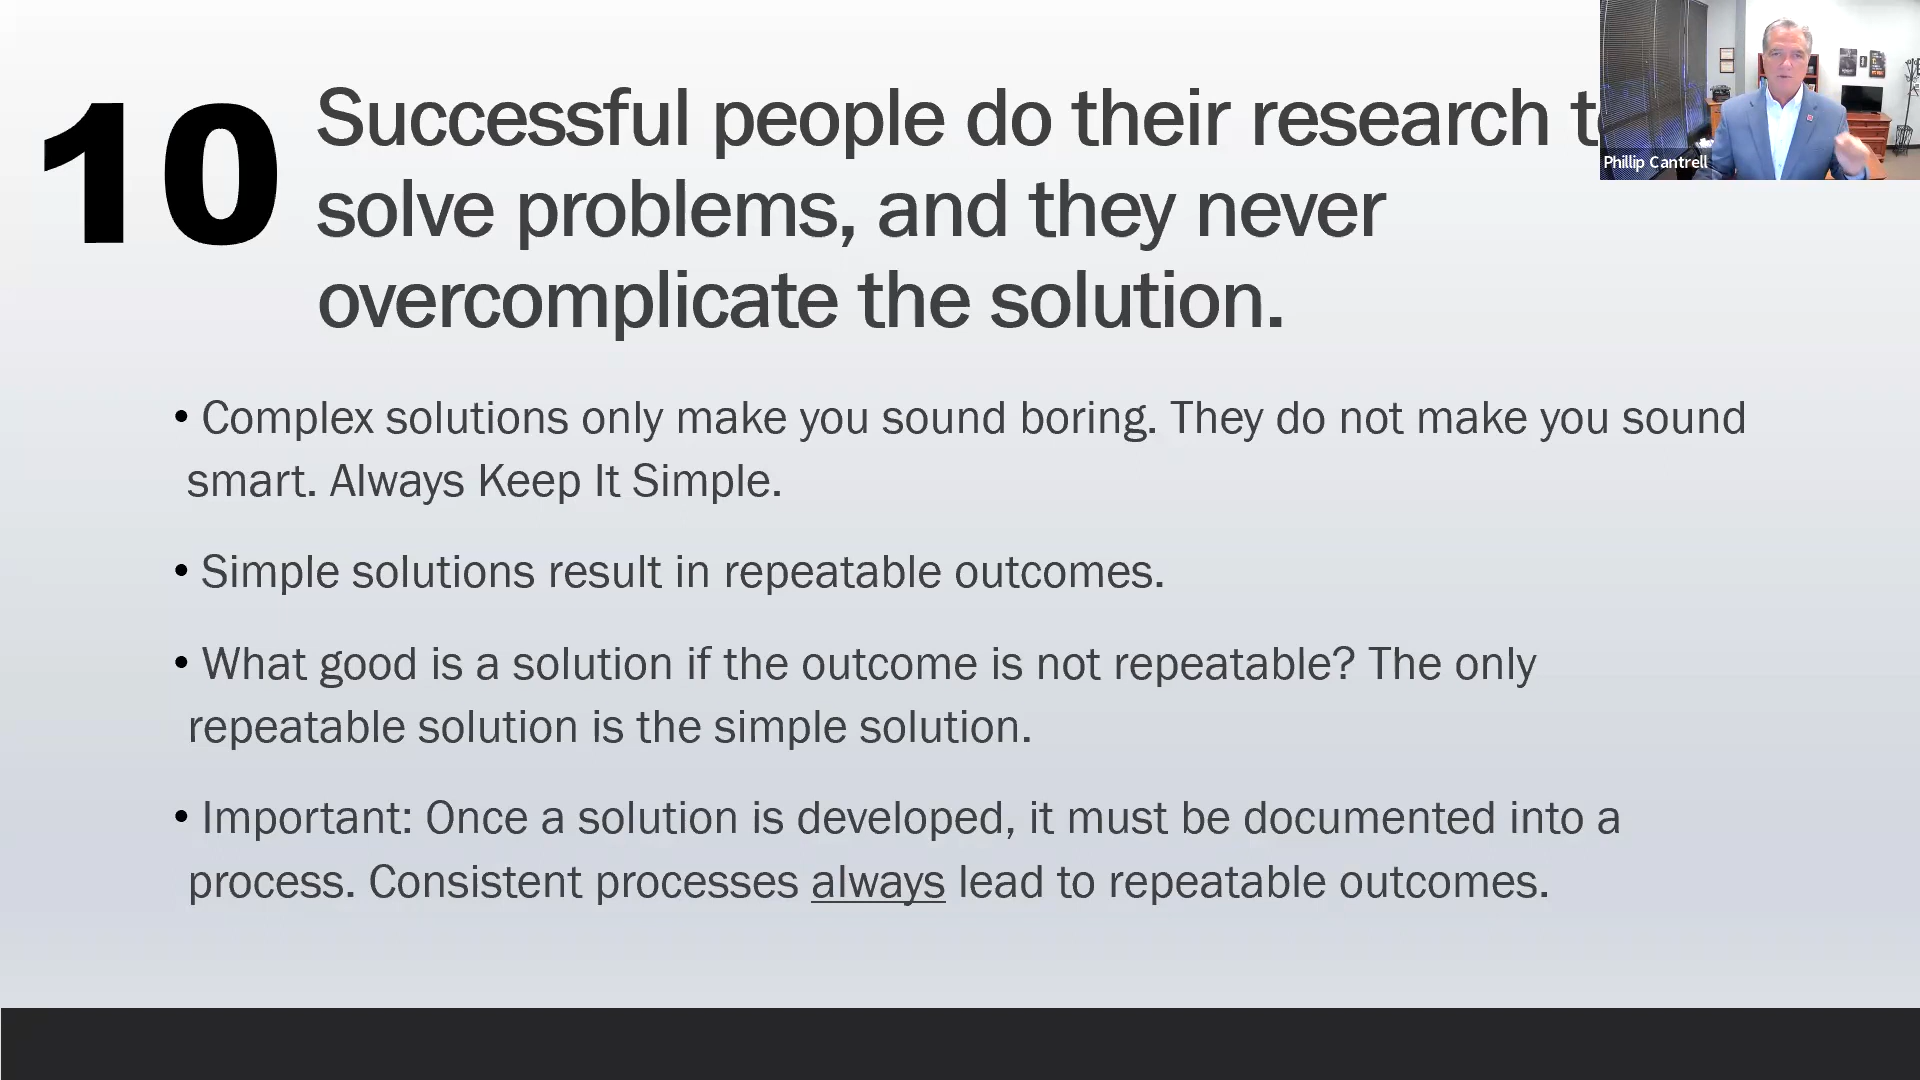 10
Successful people do their research
solve problems, and they never
overcomplicate the solution.
Phillip Cantrell
• Complex solutions only make you sound boring. They do not make you sound
smart. Always Keep It Simple.
• Simple solutions result in repeatable outcomes.
• What good is a solution if the outcome is not repeatable? The only
repeatable solution is the simple solution.
• Important: Once a solution is developed, it must be documented into a
process. Consistent processes always lead to repeatable outcomes.